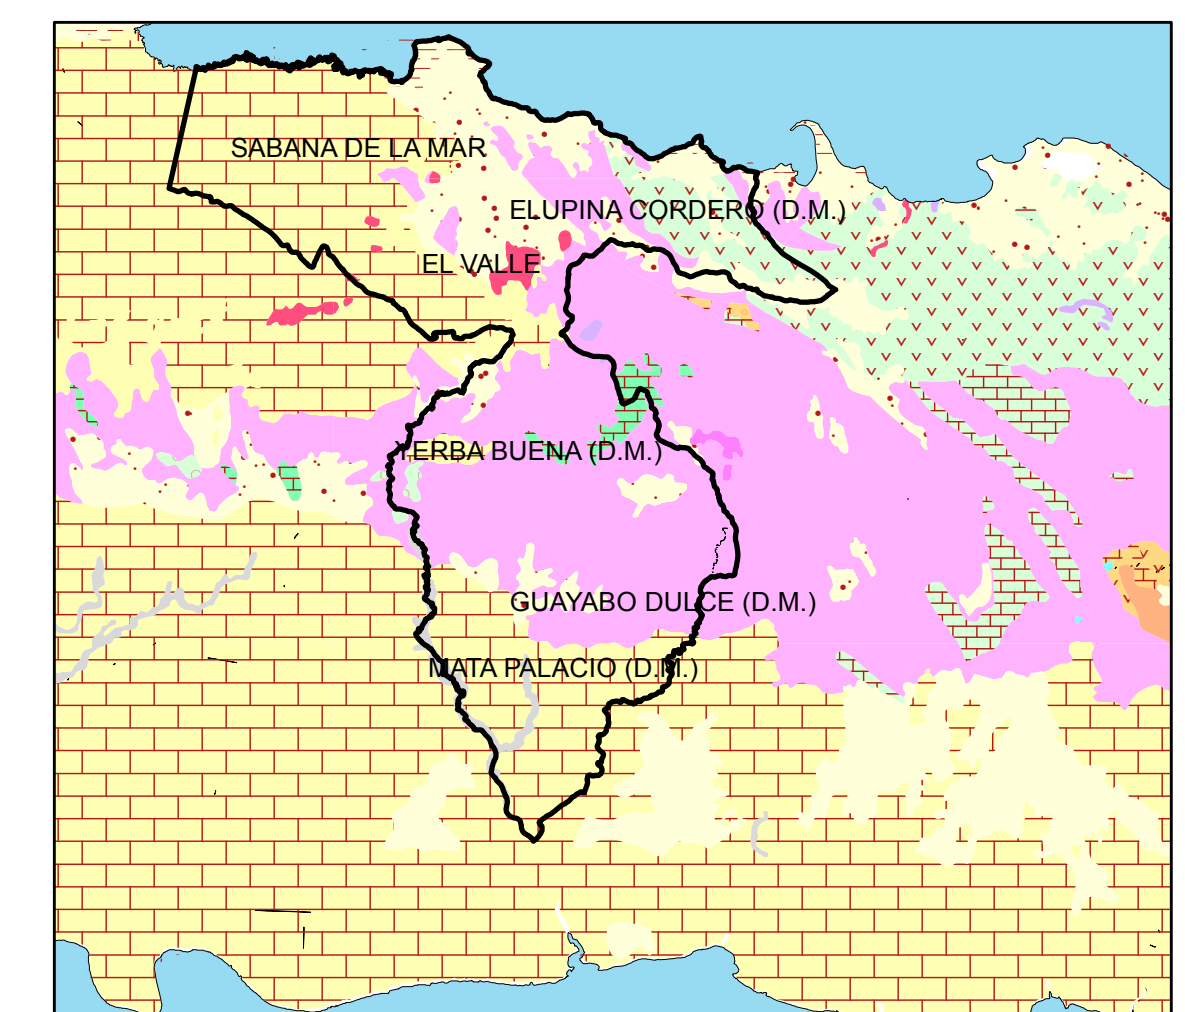 SABANA DE LA MAR
ELUPINA CORDERO (D.M.)
EL VALLE
YERBA BUENA (D.M.)
GUAYABO DULCE (D.M.)
MATA PALACIO (D.M.)